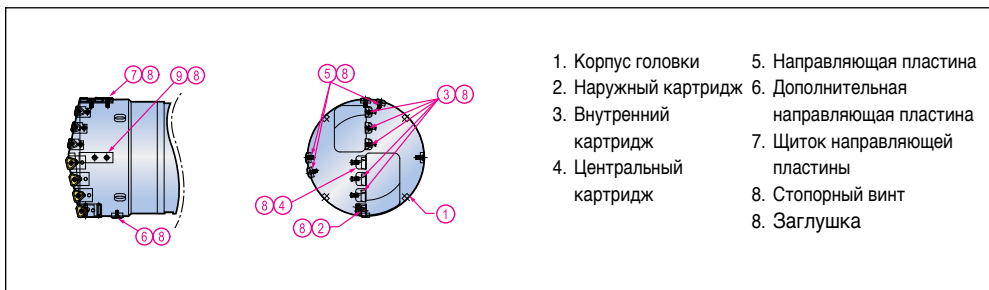 7 8
9 8
6 8
5 8
3 8
8 4
8 2
1
1. Корпус головки
2. Наружный картридж
3. Внутренний
картридж
4. Центральный
картридж
5. Направляющая пластина
6. Дополнительная
направляющая пластина
7. Щиток направляющей
пластины
8. Стопорный винт
8. Заглушка